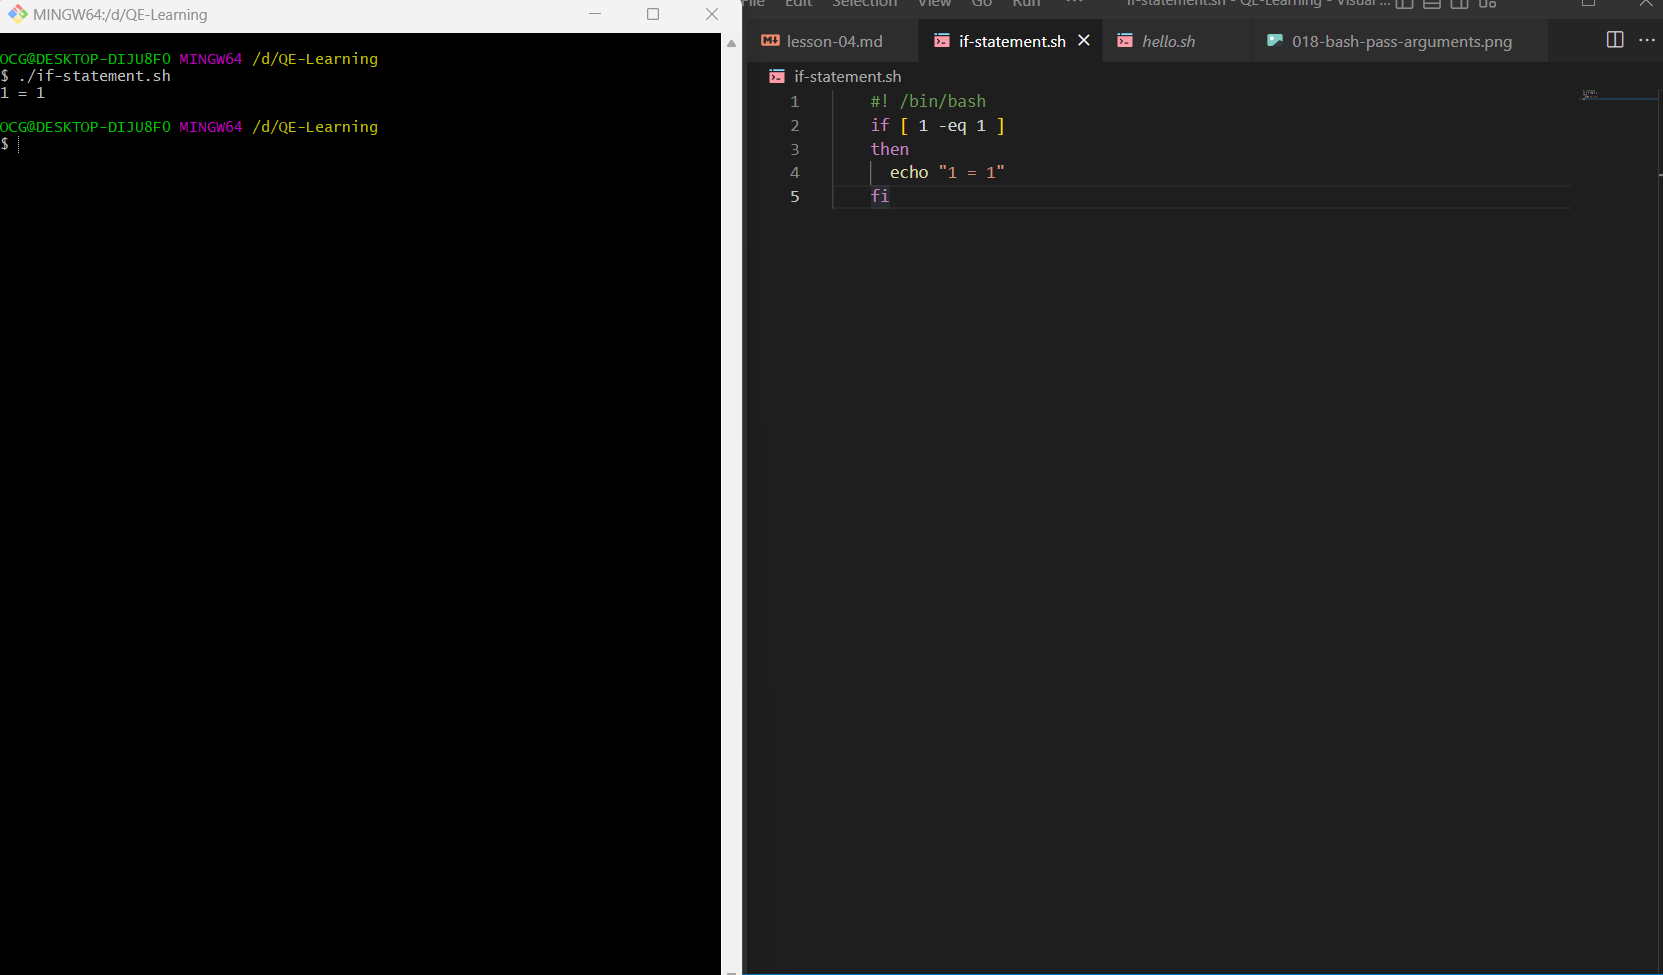 MINGW64:/d/QE-Learning
OCG@DESKTOP-DIJU8FO MINGW64 /d/QE-Learning
$ ./if-statement.sh
1 = 1
OCG@DESKTOP-DIJU8FO MINGW64 /d/QE-Learning
$
File Edit Selection View Go Run ··· if-statement.sh - QE-Learning - Visual ...
lesson-04.md if-statement.sh hello.sh 018-bash-pass-arguments.png
if-statement.sh
1 #! /bin/bash
2 if [ 1 -eq 1 ]
3 then
4 echo "1 = 1"
5 fi